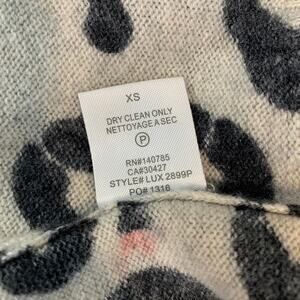 XS
DRY CLEAN ONLY
NETTOYAGE A SEC
P
RN#140785
CA#30427
STYLE# LUX 2899P
PO# 1316